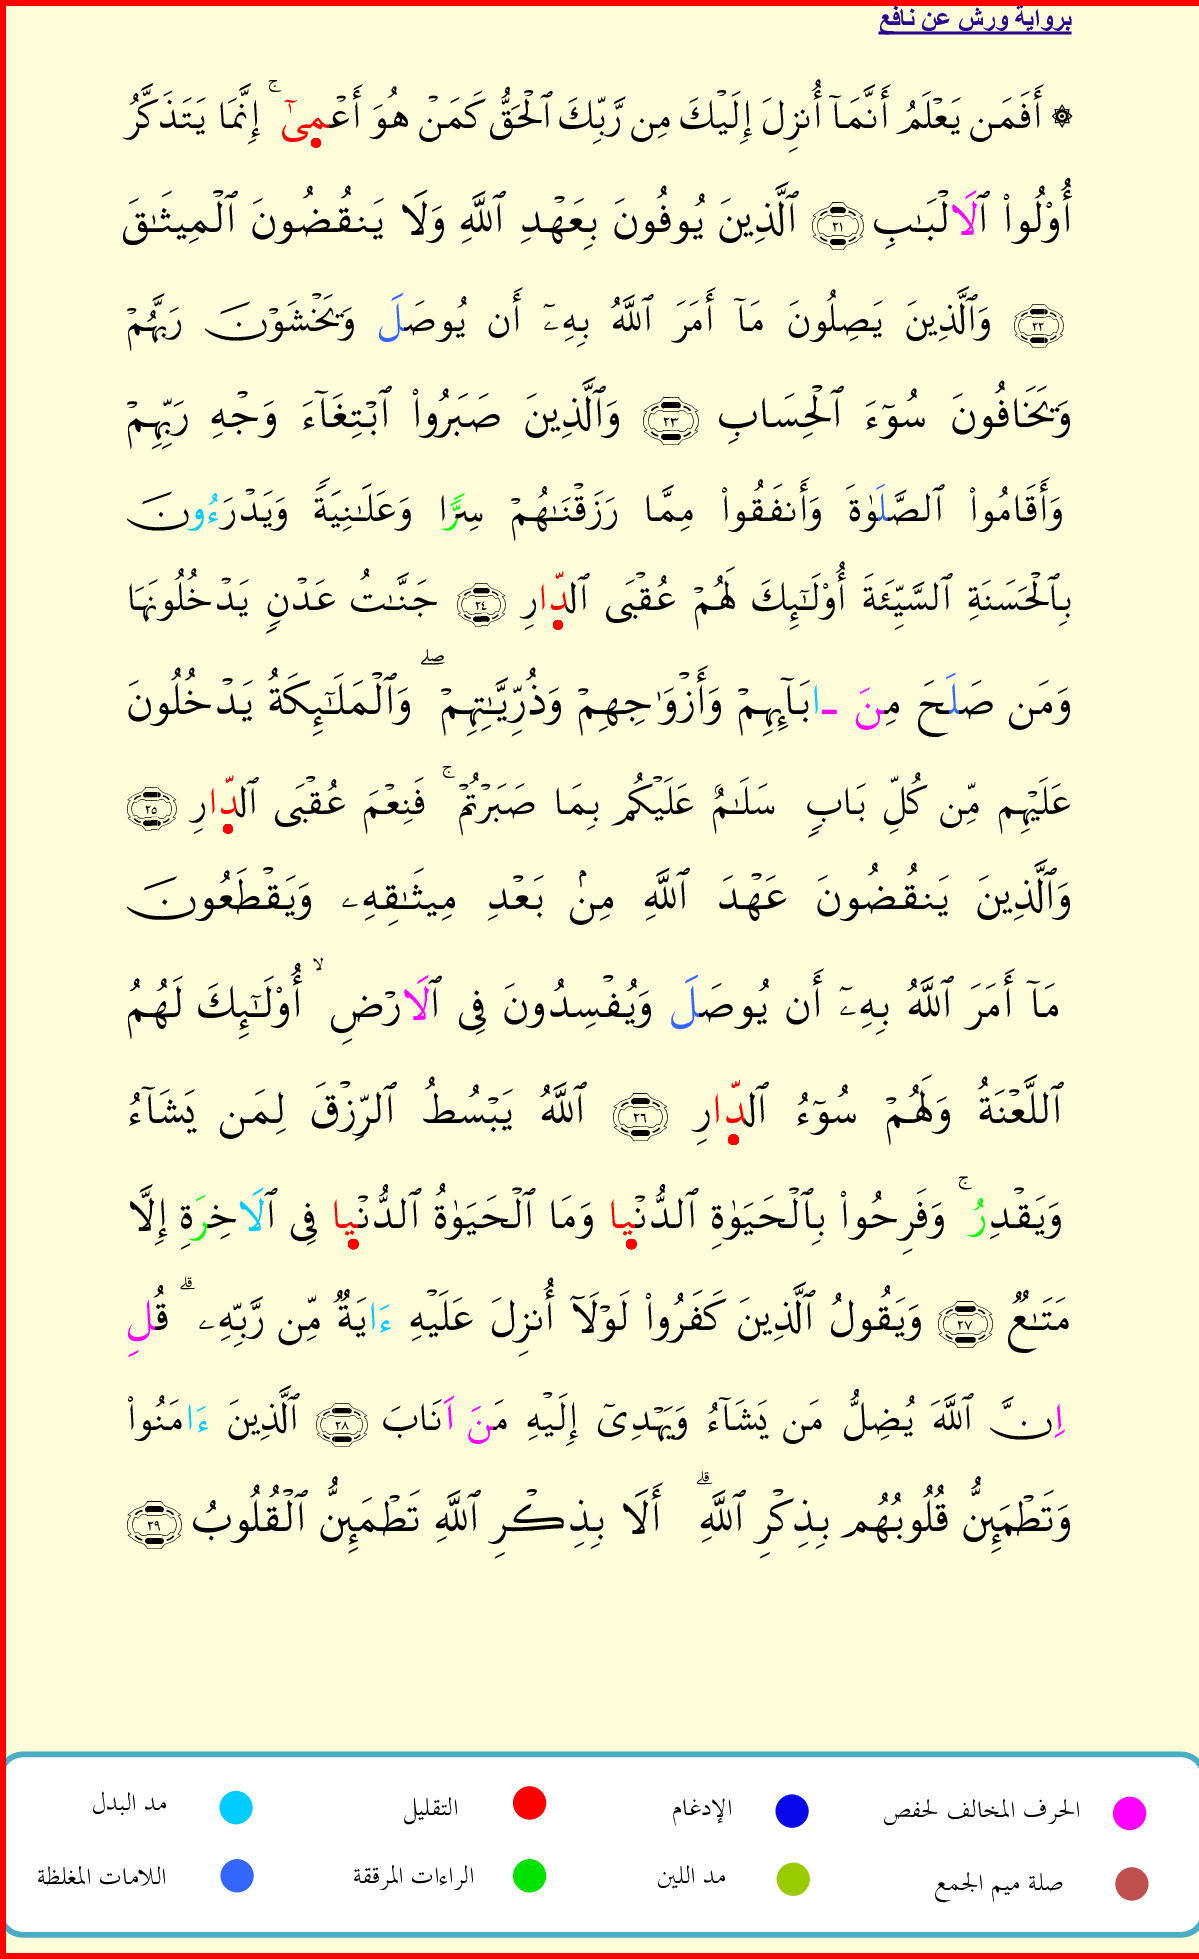 برواية ورش عن نافع
۞ أَفَمَن يَعْلَمُ أَنَّمَآ أُنزِلَ إِلَيْكَ مِن رَّبِّكَ ٱلْحَقُّ كَمَنْ هُوَ أَعْمِىٰٓ ۚ إِنَّمَا يَتَذَكَّرُ
أُوْلُواْ ٱلَالْبَٰبِ ٢١ ٱلَّذِينَ يُوفُونَ بِعَهْدِ ٱللَّهِ وَلَا يَنقُضُونَ ٱلْمِيثَٰقَ
٢٢ وَٱلَّذِينَ يَصِلُونَ مَآ أَمَرَ ٱللَّهُ بِهِۦٓ أَن يُوصَلَ وَيَخْشَوْنَ رَبَّهُمْ
وَيَخَافُونَ سُوٓءَ ٱلْحِسَابِ ٢٣ وَٱلَّذِينَ صَبَرُواْ ٱبْتِغَآءَ وَجْهِ رَبِّهِمْ
وَأَقَامُواْ ٱلصَّلَوٰةَ وَأَنفَقُواْ مِمَّا رَزَقْنَٰهُمْ سِرًّا وَعَلَٰنِيَةً وَيَدْرَءُونَ
بِٱلْحَسَنَةِ ٱلسَّيِّئَةَ أُوْلَٰٓئِكَ لَهُمْ عُقْبَى ٱلدِّارِ ٢٤ جَنَّٰتُ عَدْنٍ يَدْخُلُونَهَا
وَمَن صَلَحَ مِنَ ـابَآئِهِمْ وَأَزْوَٰجِهِمْ وَذُرِّيَّٰتِهِمْ ۖ وَٱلْمَلَٰٓئِكَةُ يَدْخُلُونَ
عَلَيْهِم مِّن كُلِّ بَابٍ سَلَٰمٌ عَلَيْكُم بِمَا صَبَرْتُمْ ۚ فَنِعْمَ عُقْبَى ٱلدِّارِ ٢٥
وَٱلَّذِينَ يَنقُضُونَ عَهْدَ ٱللَّهِ مِنۢ بَعْدِ مِيثَٰقِهِۦ وَيَقْطَعُونَ
مَآ أَمَرَ ٱللَّهُ بِهِۦٓ أَن يُوصَلَ وَيُفْسِدُونَ فِى ٱلَارْضِ ۙ أُوْلَٰٓئِكَ لَهُمُ
ٱللَّعْنَةُ وَلَهُمْ سُوٓءُ ٱلدِّارِ ٢٦ ٱللَّهُ يَبْسُطُ ٱلرِّزْقَ لِمَن يَشَآءُ
وَيَقْدِرُ ۚ وَفَرِحُواْ بِٱلْحَيَوٰةِ ٱلدُّنْيِا وَمَا ٱلْحَيَوٰةُ ٱلدُّنْيِا فِى ٱلَاخِرَةِ إِلَّا
مَتَٰعٌ ٢٧ وَيَقُولُ ٱلَّذِينَ كَفَرُواْ لَوْلَآ أُنزِلَ عَلَيْهِ ءَايَةٌ مِّن رَّبِّهِۦ ۗ قُلِ
اِنَّ ٱللَّهَ يُضِلُّ مَن يَشَآءُ وَيَهْدِىٓ إِلَيْهِ مَنَ اَنَابَ ٢٨ ٱلَّذِينَ ءَامَنُواْ
وَتَطْمَئِنُّ قُلُوبُهُم بِذِكْرِ ٱللَّهِ ۗ أَلَا بِذِكْرِ ٱللَّهِ تَطْمَئِنُّ ٱلْقُلُوبُ ٢٩
الحرف المخالف لحفص الإدغام التقليل مد البدل
صلة ميم الجمع مد اللين الراءات المرققة اللامات المغلظة